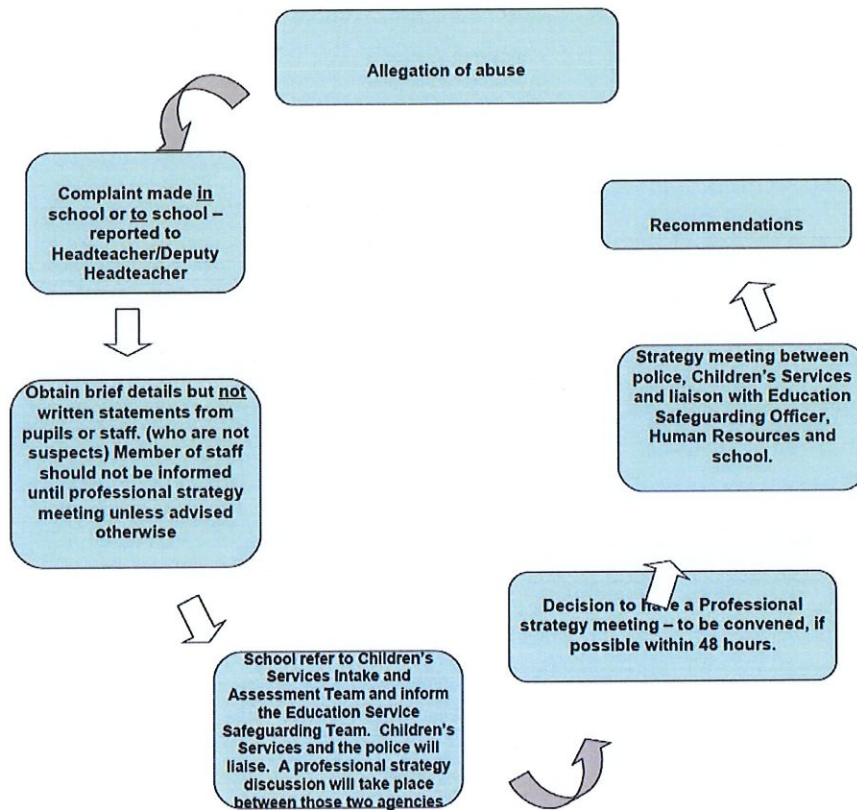 Allegation of abuse
Complaint made in
school or to school –
reported to
Headteacher/Deputy
Headteacher
Obtain brief details but not
written statements from
pupils or staff. (who are not
suspects) Member of staff
should not be informed
until professional strategy
meeting unless advised
otherwise
School refer to Children's
Services Intake and
Assessment Team and inform
the Education Service
Safeguarding Team. Children's
Services and the police will
liaise. A professional strategy
discussion will take place
between those two agencies
Decision to have a Professional
strategy meeting – to be convened, if
possible within 48 hours.
Strategy meeting between
police, Children's Services
and liaison with Education
Safeguarding Officer,
Human Resources and
school.
Recommendations